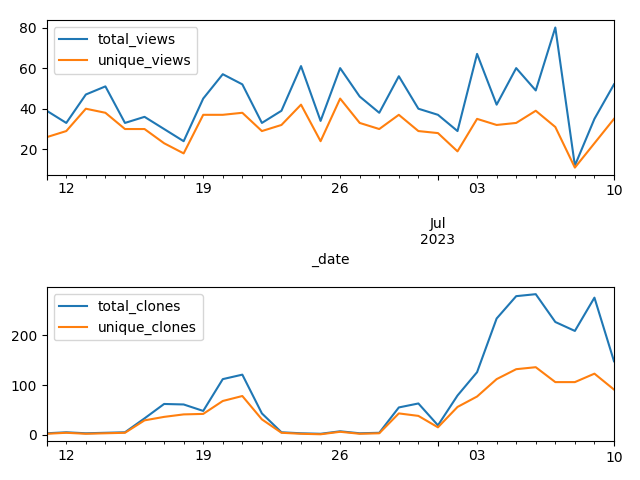 80
60
40
20
total_views
unique_views
12 19 26 03 10
Jul
2023
_date
200
100
0
total_clones
unique_clones
12 19 26 03 10